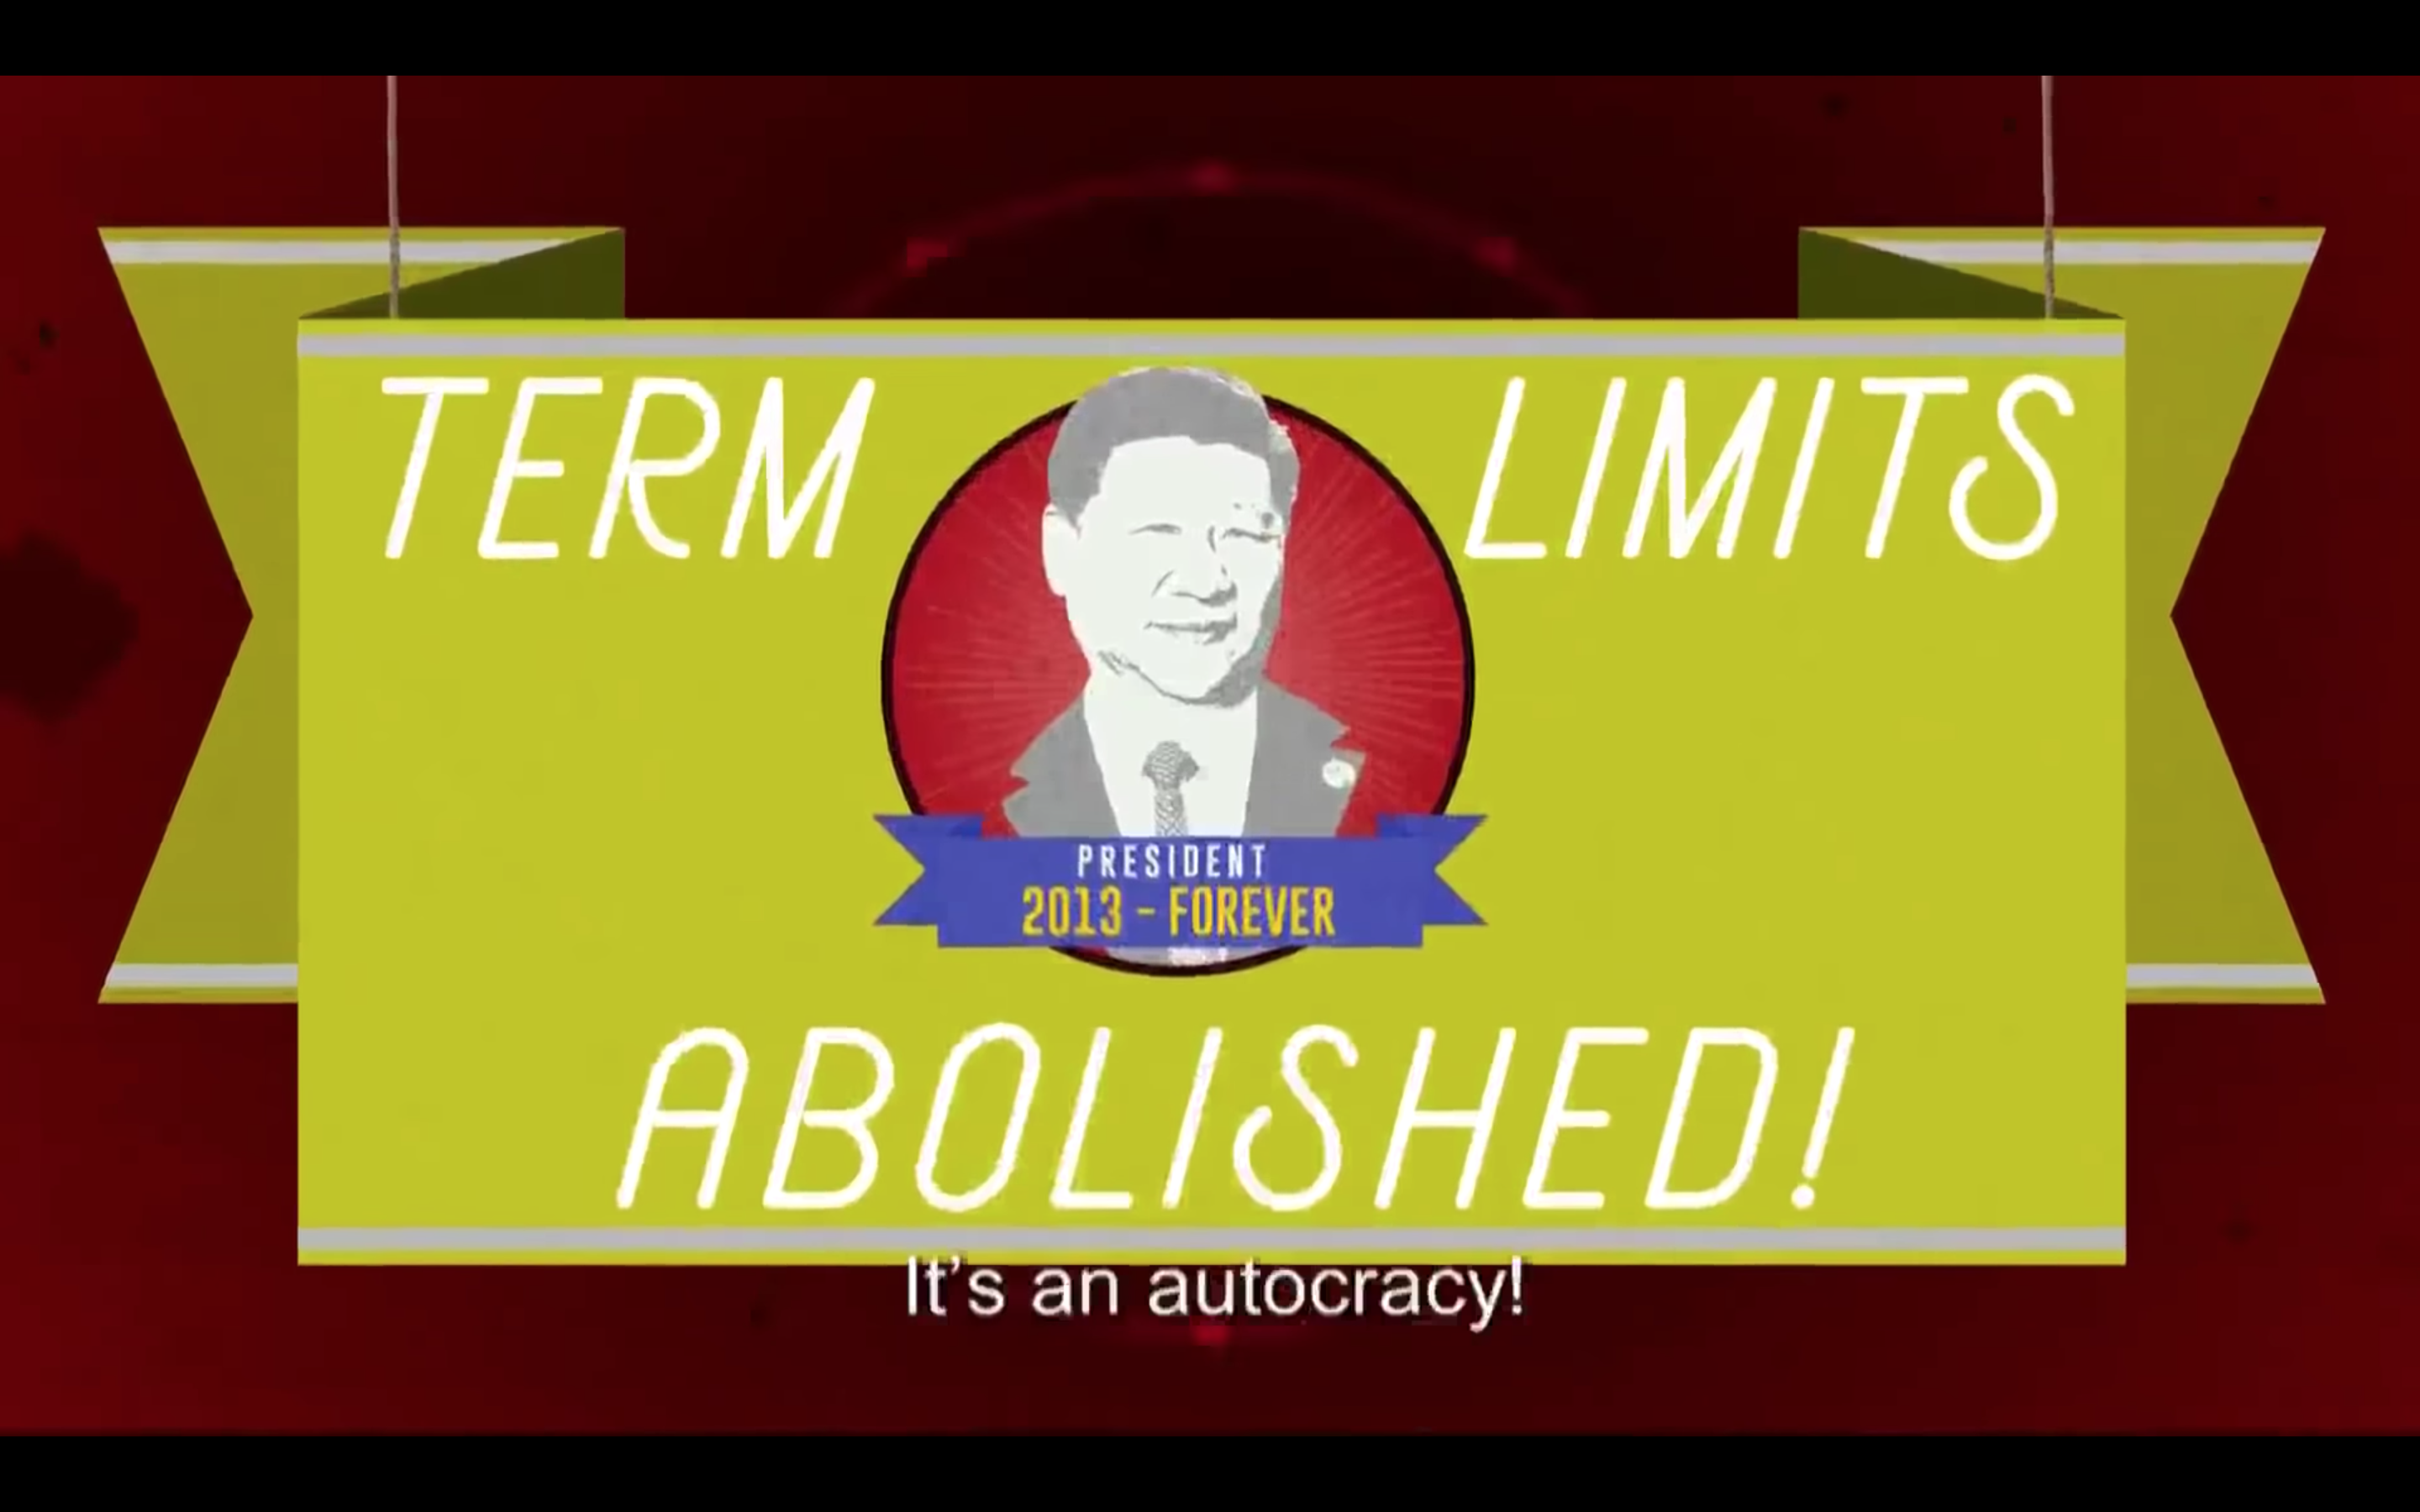 TERM LIMITS
PRESIDENT
2013 - FOREVER
ABOLISHED!
It's an autocracy!